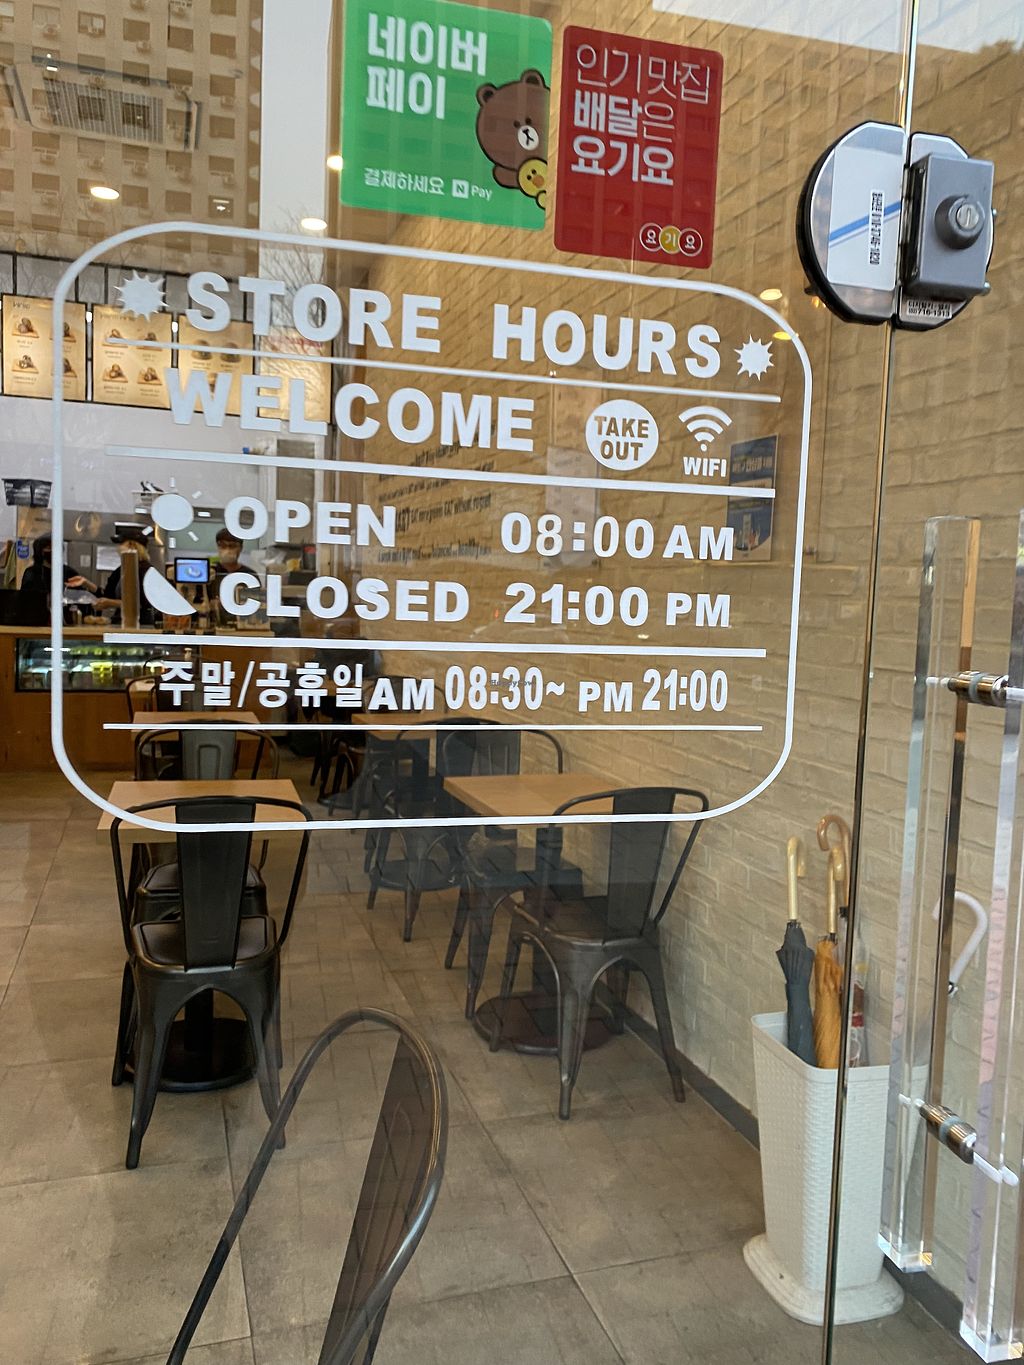 네이버
페이
결제하세요 N Pay
인기맛집
배달은
요기요
요기요
STORE HOURS
WELCOME TAKE OUT WIFI
OPEN 08:00 AM
CLOSED 21:00 PM
주말/공휴일 AM 08:30~ PM 21:00